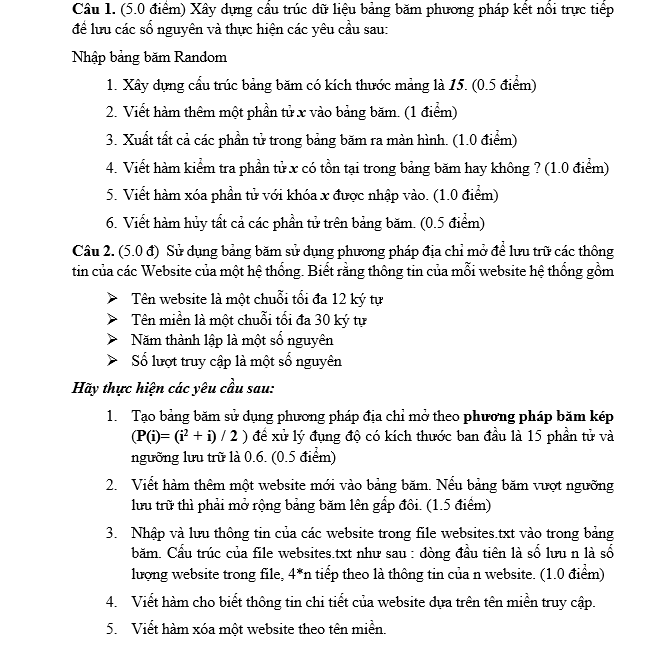 Câu 1. (5.0 điểm) Xây dựng cấu trúc dữ liệu bảng băm phương pháp kết nối trực tiếp
để lưu các số nguyên và thực hiện các yêu cầu sau:
Nhập bảng băm Random
1. Xây dựng cấu trúc bảng băm có kích thước mảng là 15. (0.5 điểm)
2. Viết hàm thêm một phần tử x vào bảng băm. (1 điểm)
3. Xuất tất cả các phần tử trong bảng băm ra màn hình. (1.0 điểm)
4. Viết hàm kiểm tra phần tử x có tồn tại trong bảng băm hay không ? (1.0 điểm)
5. Viết hàm xóa phần tử với khóa x được nhập vào. (1.0 điểm)
6. Viết hàm hủy tất cả các phần tử trên bảng băm. (0.5 điểm)
Câu 2. (5.0 đ) Sử dụng bảng băm sử dụng phương pháp địa chỉ mở để lưu trữ các thông
tin của các Website của một hệ thống. Biết rằng thông tin của mỗi website hệ thống gồm
➢ Tên website là một chuỗi tối đa 12 ký tự
➢ Tên miền là một chuỗi tối đa 30 ký tự
➢ Năm thành lập là một số nguyên
➢ Số lượt truy cập là một số nguyên
Hãy thực hiện các yêu cầu sau:
1. Tạo bảng băm sử dụng phương pháp địa chỉ mở theo phương pháp băm kép
(P(i)= (i² + i) / 2 ) để xử lý đụng độ có kích thước ban đầu là 15 phần tử và
ngưỡng lưu trữ là 0.6. (0.5 điểm)
2. Viết hàm thêm một website mới vào bảng băm. Nếu bảng băm vượt ngưỡng
lưu trữ thì phải mở rộng bảng băm lên gấp đôi. (1.5 điểm)
3. Nhập và lưu thông tin của các website trong file websites.txt vào trong bảng
băm. Cấu trúc của file websites.txt như sau : dòng đầu tiên là số lưu n là số
lượng website trong file, 4*n tiếp theo là thông tin của n website. (1.0 điểm)
4. Viết hàm cho biết thông tin chi tiết của website dựa trên tên miền truy cập.
5. Viết hàm xóa một website theo tên miền.